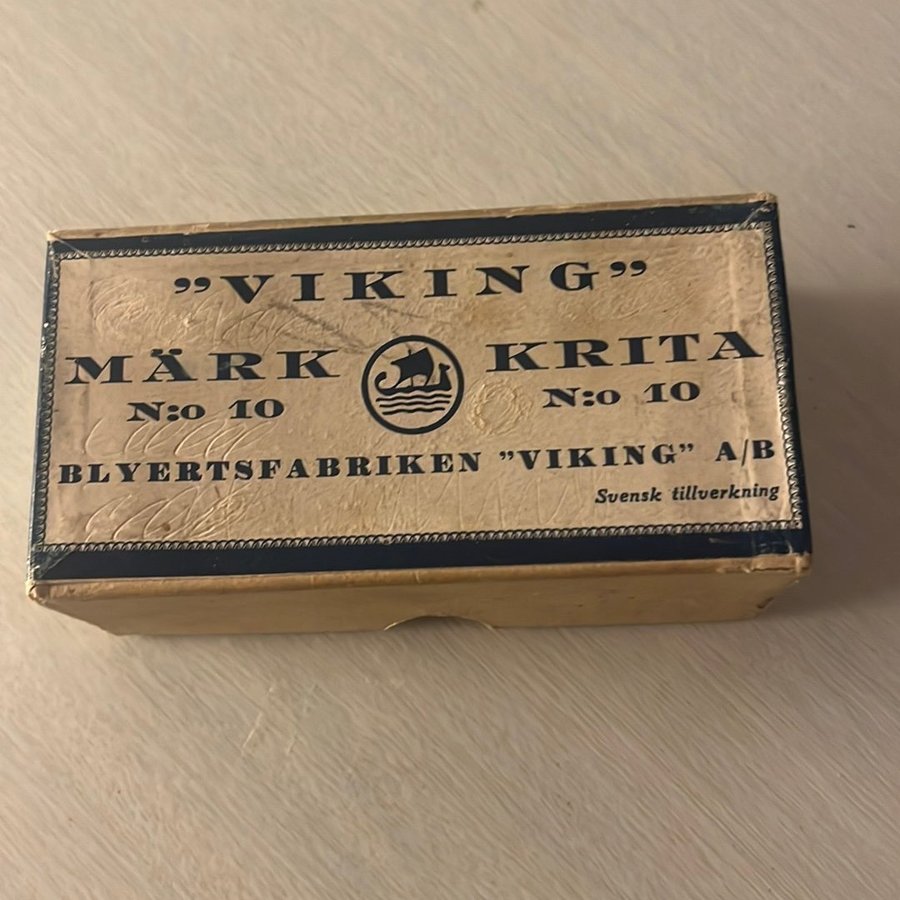 ”VIKING”
MÄRK KRITA
N:o 10 N:o 10
BLYERTSFABRIKEN ”VIKING” A/B
Svensk tillverkning